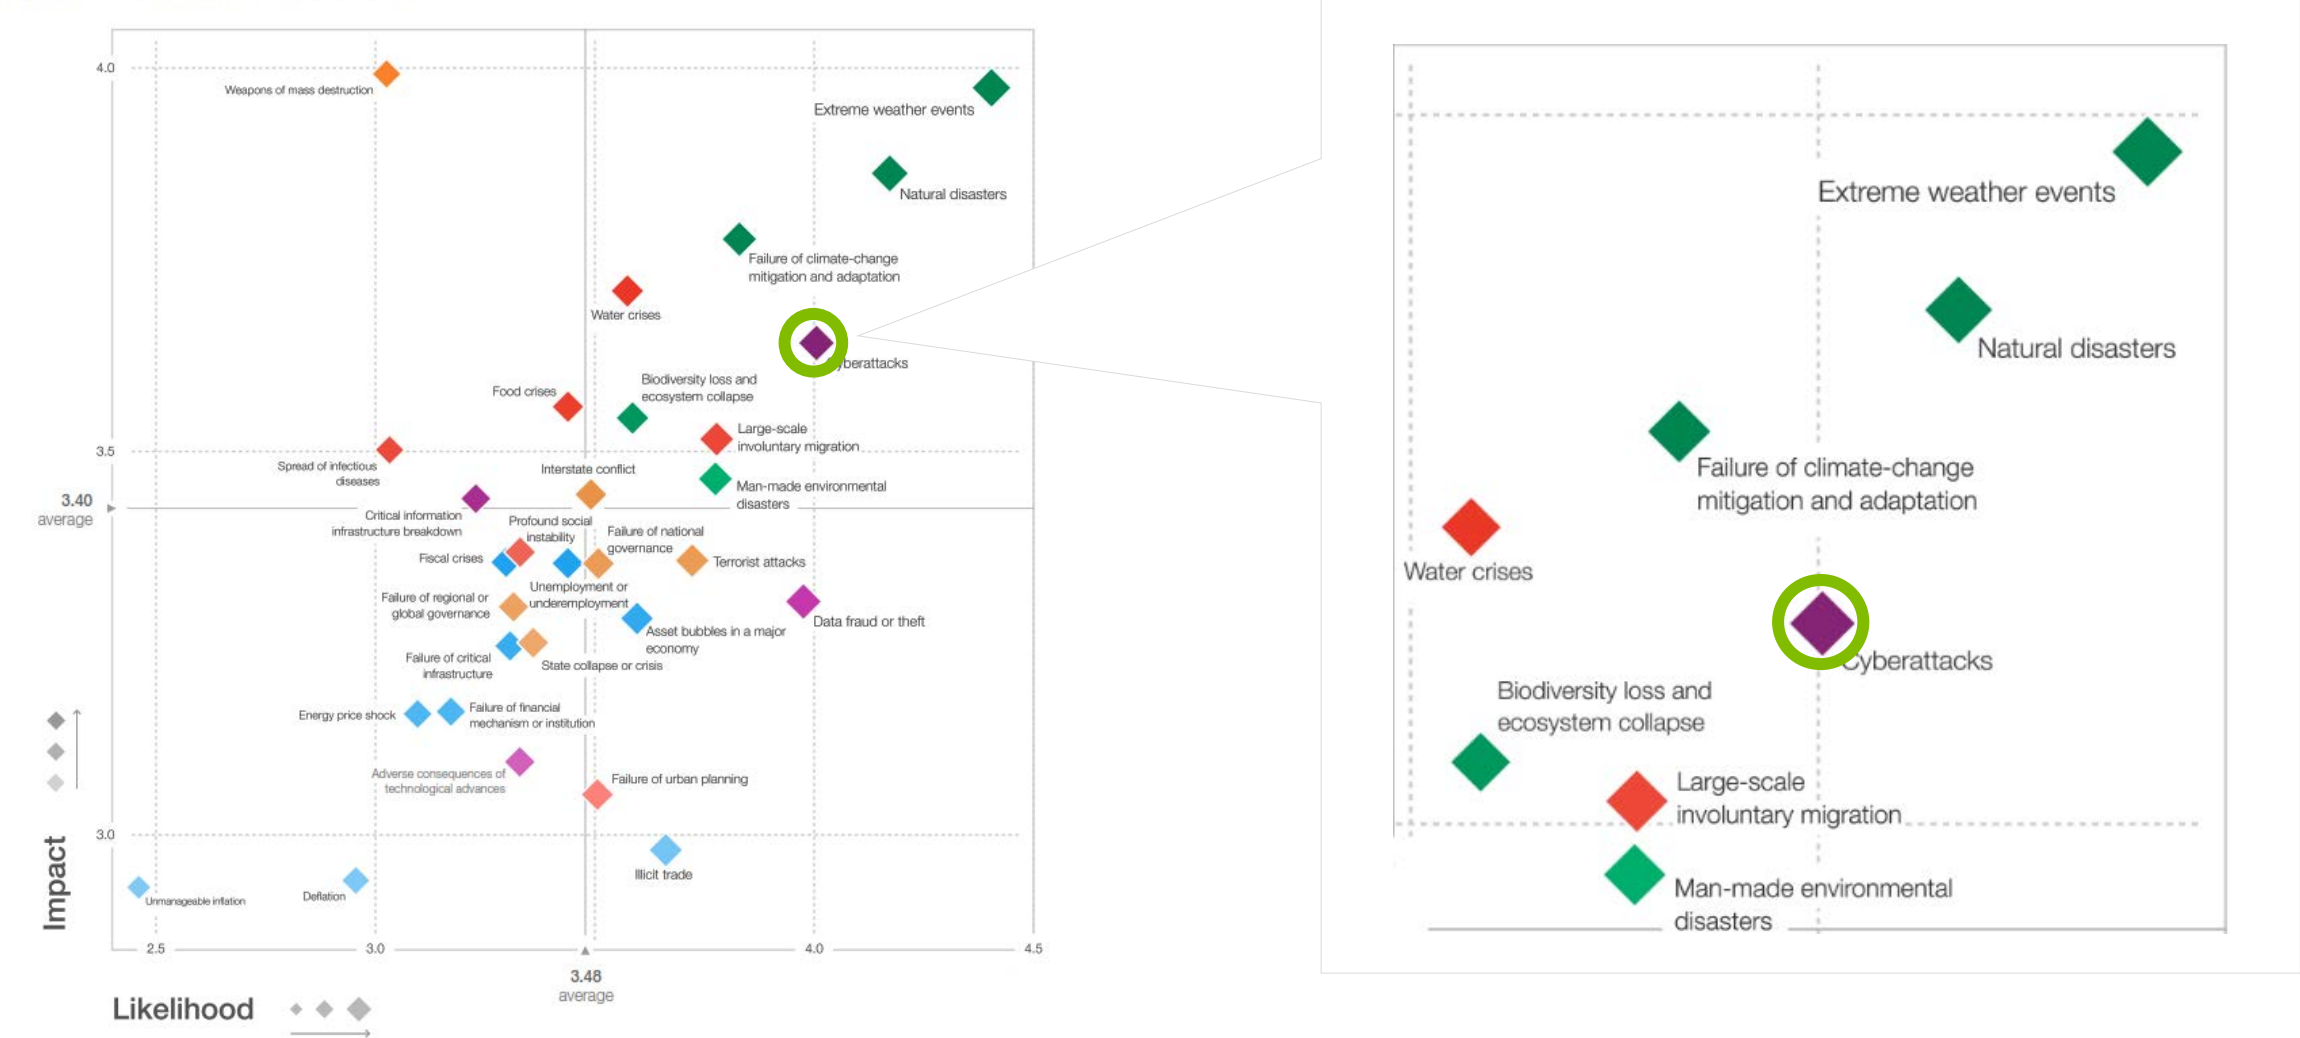 4.0
Weapons of mass destruction
Extreme weather events
Natural disasters
Failure of climate-change
mitigation and adaptation
Water crises
Cyberattacks
Biodiversity loss and
ecosystem collapse
Food crises
Large-scale
involuntary migration
3.5
Spread of infectious
diseases
Interstate conflict
Man-made environmental
disasters
3.40
average
Critical information
infrastructure breakdown
Profound social
instability
Failure of national
governance
Fiscal crises
Terrorist attacks
Unemployment or
underemployment
Failure of regional or
global governance
Data fraud or theft
Asset bubbles in a major
economy
Failure of critical
infrastructure
State collapse or crisis
Energy price shock
Failure of financial
mechanism or institution
Adverse consequences of
technological advances
Failure of urban planning
3.0
Illicit trade
Unmanageable inflation
Deflation
Impact
2.5
3.0
4.0
4.5
3.48
average
Likelihood
Extreme weather events
Natural disasters
Failure of climate-change
mitigation and adaptation
Water crises
Cyberattacks
Biodiversity loss and
ecosystem collapse
Large-scale
involuntary migration
Man-made environmental
disasters